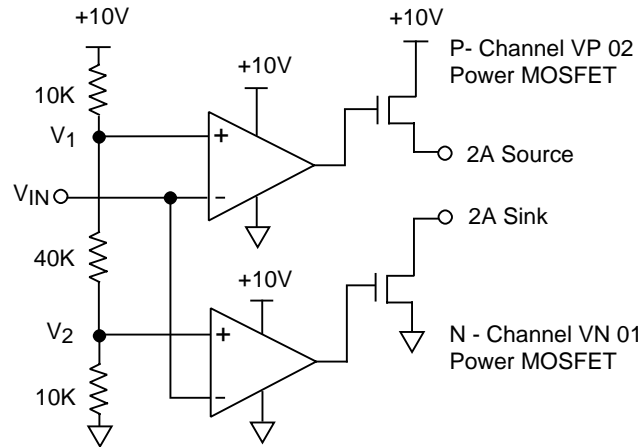 +10V
+10V
P- Channel VP 02
Power MOSFET
+10V
10K
V1
+
2A Source
VIN
-
2A Sink
40K
+10V
V2
+
N - Channel VN 01
Power MOSFET
10K
-